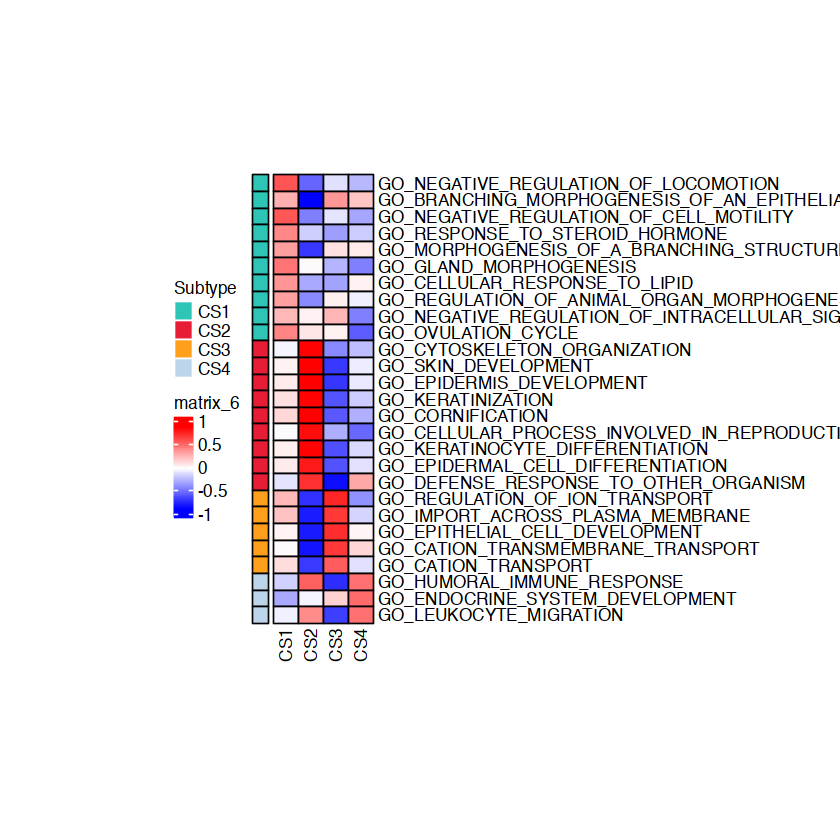 Subtype
CS1
CS2
CS3
CS4
matrix_6
1
0.5
0
-0.5
-1
GO_NEGATIVE_REGULATION_OF_LOCOMOTION
GO_BRANCHING_MORPHOGENESIS_OF_AN_EPITHELIA
GO_NEGATIVE_REGULATION_OF_CELL_MOTILITY
GO_RESPONSE_TO_STEROID_HORMONE
GO_MORPHOGENESIS_OF_A_BRANCHING_STRUCTURE
GO_GLAND_MORPHOGENESIS
GO_CELLULAR_RESPONSE_TO_LIPID
GO_REGULATION_OF_ANIMAL_ORGAN_MORPHOGENE
GO_NEGATIVE_REGULATION_OF_INTRACELLULAR_SIG
GO_OVULATION_CYCLE
GO_CYTOSKELETON_ORGANIZATION
GO_SKIN_DEVELOPMENT
GO_EPIDERMIS_DEVELOPMENT
GO_KERATINIZATION
GO_CORNIFICATION
GO_CELLULAR_PROCESS_INVOLVED_IN_REPRODUCTI
GO_KERATINOCYTE_DIFFERENTIATION
GO_EPIDERMAL_CELL_DIFFERENTIATION
GO_DEFENSE_RESPONSE_TO_OTHER_ORGANISM
GO_REGULATION_OF_ION_TRANSPORT
GO_IMPORT_ACROSS_PLASMA_MEMBRANE
GO_EPITHELIAL_CELL_DEVELOPMENT
GO_CATION_TRANSMEMBRANE_TRANSPORT
GO_CATION_TRANSPORT
GO_HUMORAL_IMMUNE_RESPONSE
GO_ENDOCRINE_SYSTEM_DEVELOPMENT
GO_LEUKOCYTE_MIGRATION
CS1
CS2
CS3
CS4